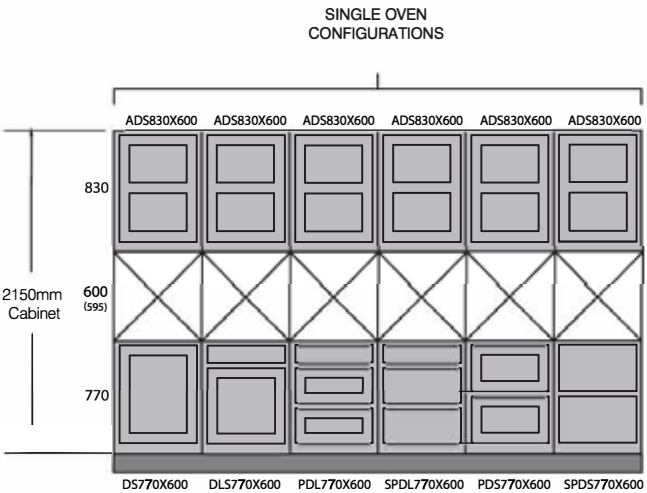 SINGLE OVEN
CONFIGURATIONS
ADS830X600 ADS830X600 ADS830X600 ADS830X600 ADS830X600 ADS830X600
830
2150mm
Cabinet
600
(595)
770
DS770X600 DLS770X600 PDL770X600 SPDL770X600 PDS770X600 SPDS770X600